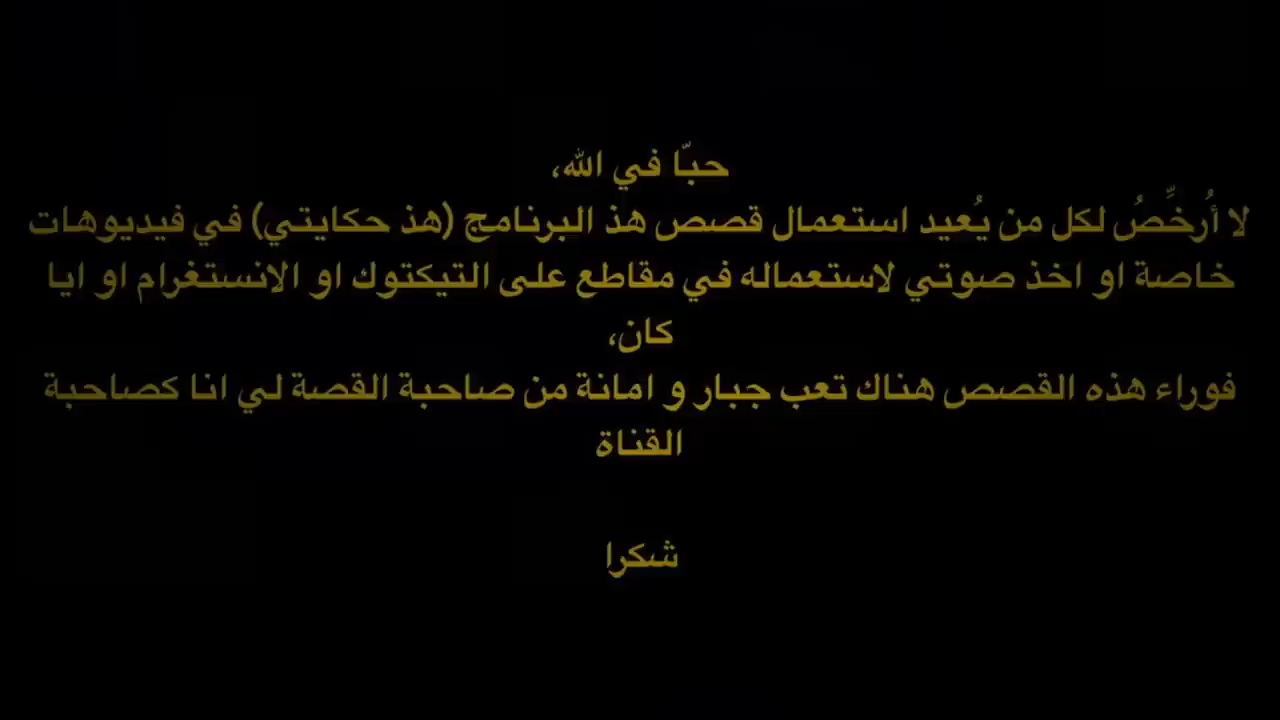 حبّا في الله،
لا أُرخِّصُ لكل من يُعيد استعمال قصص هذ البرنامج (هذ حكايتي) في فيديوهات
خاصة او اخذ صوتي لاستعماله في مقاطع على التيكتوك او الانستغرام او ايا
كان،
فوراء هذه القصص هناك تعب جبار و امانة من صاحبة القصة لي انا كصاحبة
القناة
شكرا